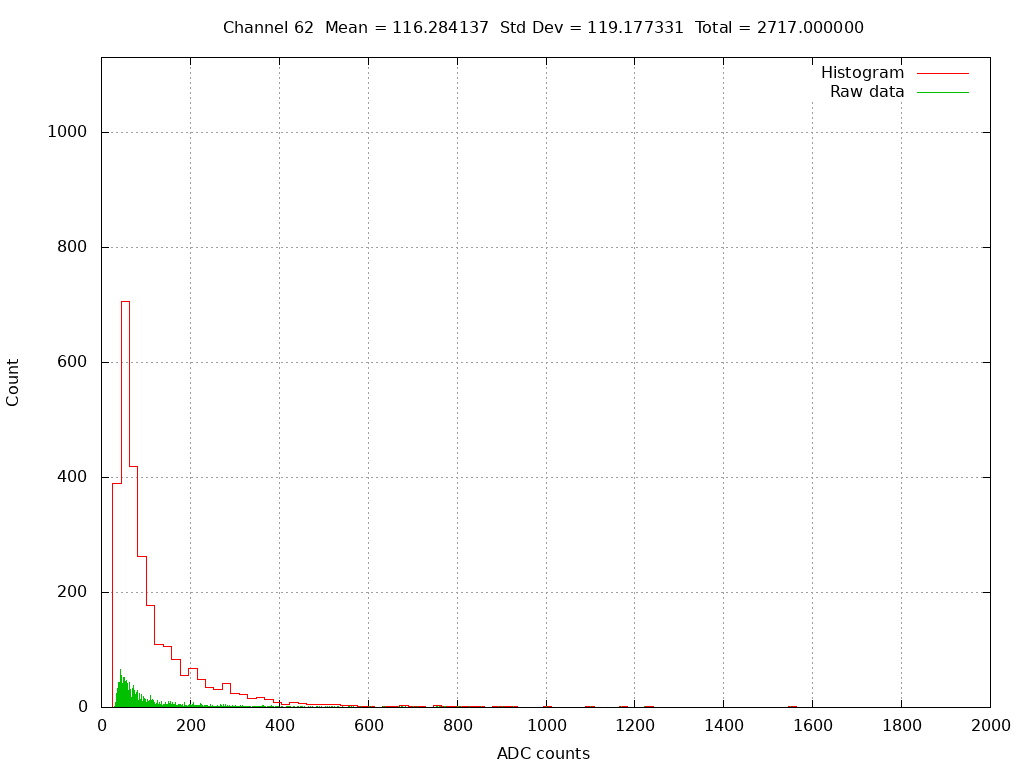 Channel 62  Mean = 116.284137  Std Dev = 119.177331  Total = 2717.000000
Histogram
Raw data
1000
800
600
400
200
0
Count
0 200 400 600 800 1000 1200 1400 1600 1800 2000
ADC counts